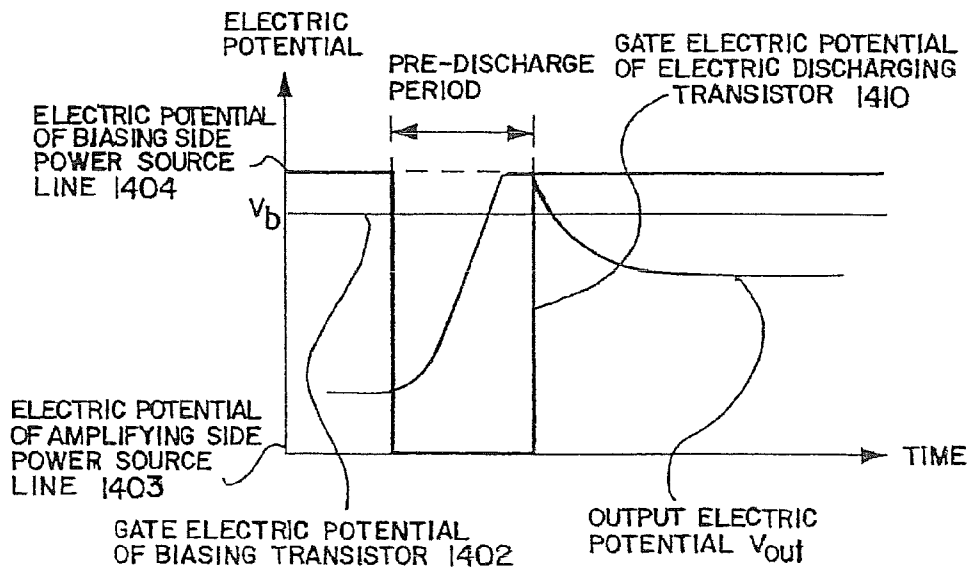 ELECTRIC
POTENTIAL
PRE-DISCHARGE
PERIOD
GATE ELECTRIC POTENTIAL
OF ELECTRIC DISCHARGING
TRANSISTOR 1410
ELECTRIC POTENTIAL
OF BIASING SIDE
POWER SOURCE
LINE 1404
Vb
ELECTRIC POTENTIAL
OF AMPLIFYING SIDE
POWER SOURCE
LINE 1403
TIME
GATE ELECTRIC POTENTIAL
OF BIASING TRANSISTOR 1402
OUTPUT ELECTRIC
POTENTIAL Vout